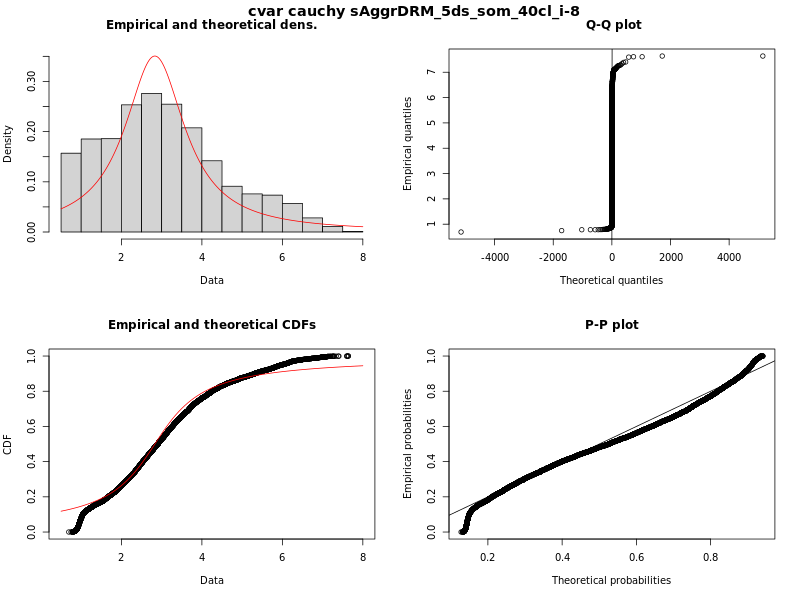 cvar cauchy sAggrDRM_5ds_som_40cl_i-8
Empirical and theoretical dens.
Density
0.00 0.10 0.20 0.30
2 4 6 8
Data
Q-Q plot
Empirical quantiles
1 2 3 4 5 6 7
-4000 -2000 0 2000 4000
Theoretical quantiles
Empirical and theoretical CDFs
CDF
0.0 0.2 0.4 0.6 0.8 1.0
2 4 6 8
Data
P-P plot
Empirical probabilities
0.0 0.2 0.4 0.6 0.8 1.0
0.2 0.4 0.6 0.8
Theoretical probabilities